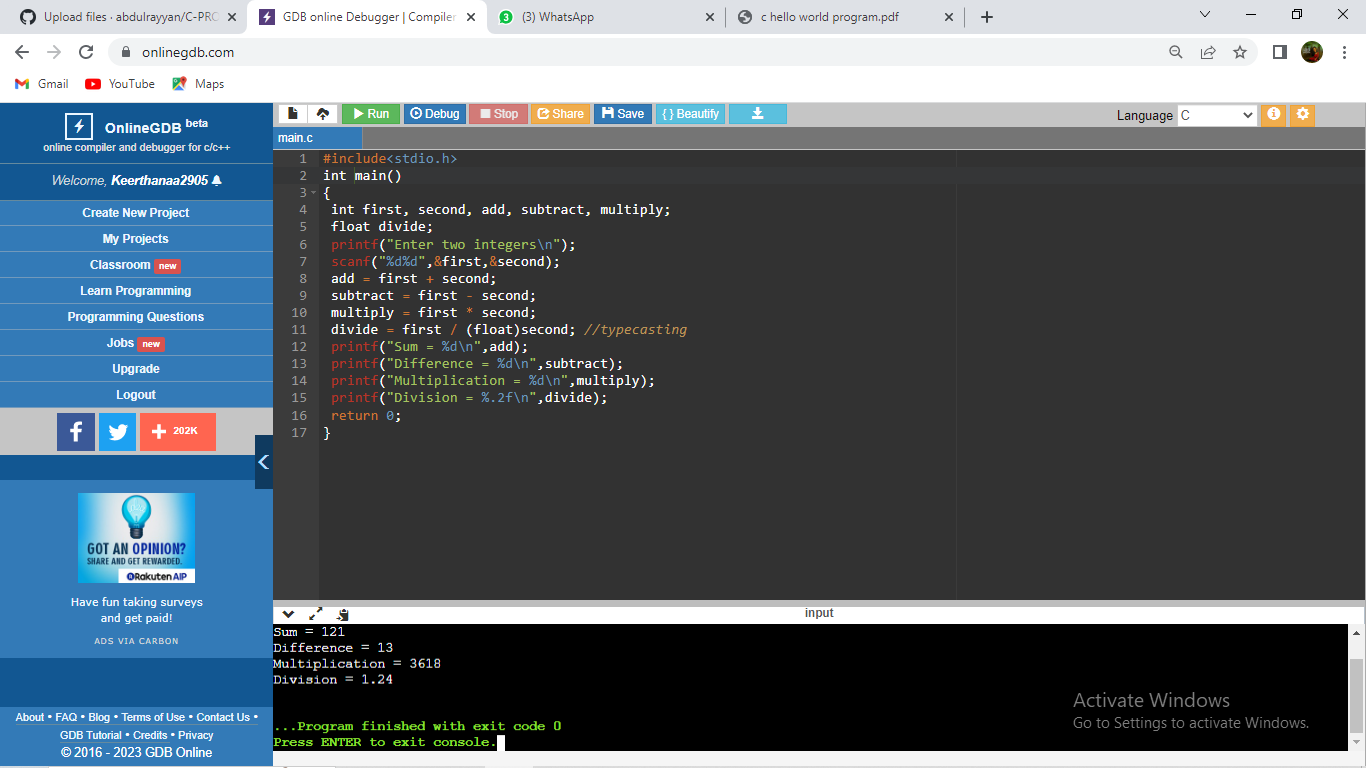 Upload files · abdulrayyan/C-PRC
GDB online Debugger | Compiler
(3) WhatsApp
c hello world program.pdf
onlinegdb.com
Gmail YouTube Maps
OnlineGDB beta
online compiler and debugger for c/c++
Welcome, Keerthanaa2905
Create New Project
My Projects
Classroom new
Learn Programming
Programming Questions
Jobs new
Upgrade
Logout
202K
GOT AN OPINION?
SHARE AND GET REWARDED.
Rakuten AIP
Have fun taking surveys
and get paid!
ADS VIA CARBON
About • FAQ • Blog • Terms of Use • Contact Us •
GDB Tutorial • Credits • Privacy
© 2016 - 2023 GDB Online
Run Debug Stop Share Save { } Beautify
Language C
main.c
1 #include<stdio.h>
2 int main()
3 {
4 int first, second, add, subtract, multiply;
5 float divide;
6 printf("Enter two integers\n");
7 scanf("%d%d",&first,&second);
8 add = first + second;
9 subtract = first - second;
10 multiply = first * second;
11 divide = first / (float)second; //typecasting
12 printf("Sum = %d\n",add);
13 printf("Difference = %d\n",subtract);
14 printf("Multiplication = %d\n",multiply);
15 printf("Division = %.2f\n",divide);
16 return 0;
17 }
input
Sum = 121
Difference = 13
Multiplication = 3618
Division = 1.24
...Program finished with exit code 0
Press ENTER to exit console.
Activate Windows
Go to Settings to activate Windows.